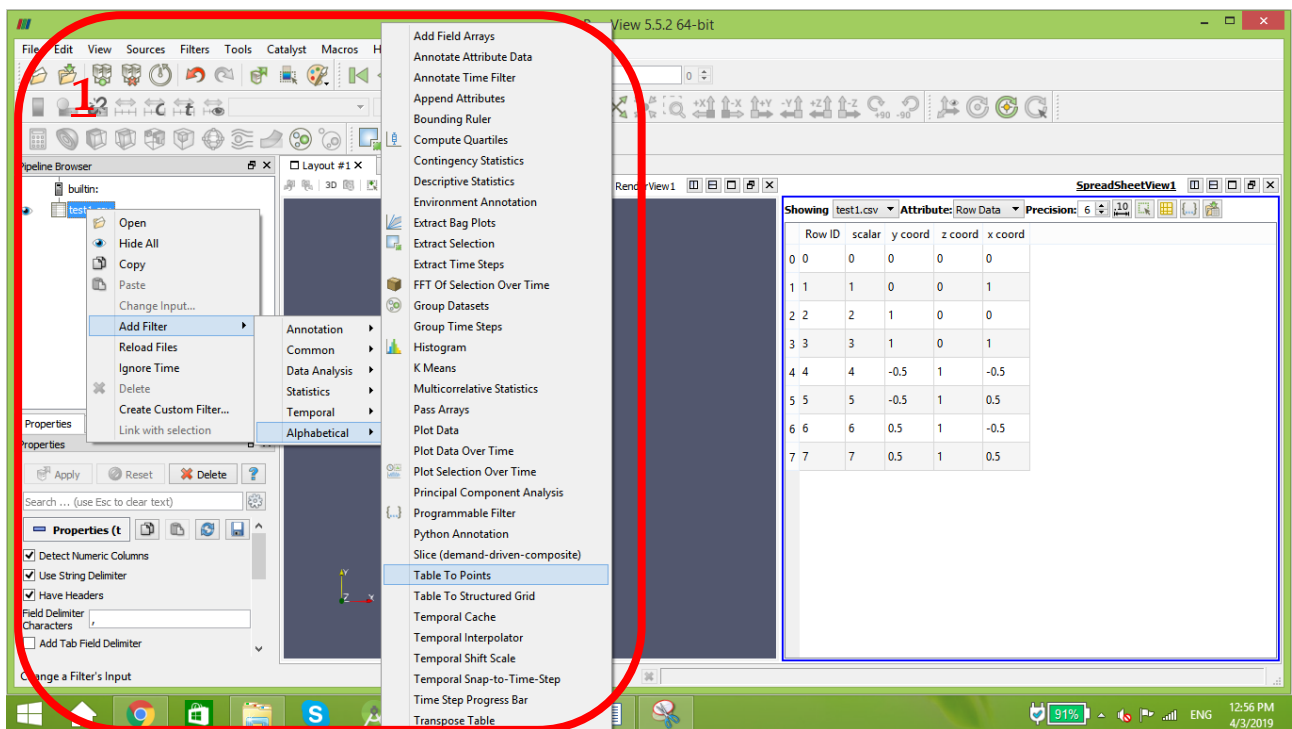 View 5.5.2 64-bit
File Edit View Sources Filters Tools Catalyst Macros H
1
0
+X -X +Y -Y +Z -Z +90 -90
Pipeline Browser
Layout #1
builtin:
3D
RenderView1
SpreadSheetView1
test1.csv
Showing test1.csv Attribute: Row Data Precision: 6
Row ID scalar y coord z coord x coord
0 0 0 0 0 0
1 1 1 0 0 1
2 2 2 1 0 0
3 3 3 1 0 1
4 4 4 -0.5 1 -0.5
5 5 5 -0.5 1 0.5
6 6 6 0.5 1 -0.5
7 7 7 0.5 1 0.5
Open
Hide All
Copy
Paste
Change Input...
Add Filter
Reload Files
Ignore Time
Delete
Create Custom Filter...
Link with selection
Annotation
Common
Data Analysis
Statistics
Temporal
Alphabetical
Add Field Arrays
Annotate Attribute Data
Annotate Time Filter
Append Attributes
Bounding Ruler
Compute Quartiles
Contingency Statistics
Descriptive Statistics
Environment Annotation
Extract Bag Plots
Extract Selection
Extract Time Steps
FFT Of Selection Over Time
Group Datasets
Group Time Steps
Histogram
K Means
Multicorrelative Statistics
Pass Arrays
Plot Data
Plot Data Over Time
Plot Selection Over Time
Principal Component Analysis
Programmable Filter
Python Annotation
Slice (demand-driven-composite)
Table To Points
Table To Structured Grid
Temporal Cache
Temporal Interpolator
Temporal Shift Scale
Temporal Snap-to-Time-Step
Time Step Progress Bar
Transpose Table
Properties
Properties
Apply Reset Delete ?
Search ... (use Esc to clear text)
Properties (t
Detect Numeric Columns
Use String Delimiter
Have Headers
Field Delimiter
Characters ,
Add Tab Field Delimiter
Y
Z X
Change a Filter's Input
91% ENG 12:56 PM
4/3/2019